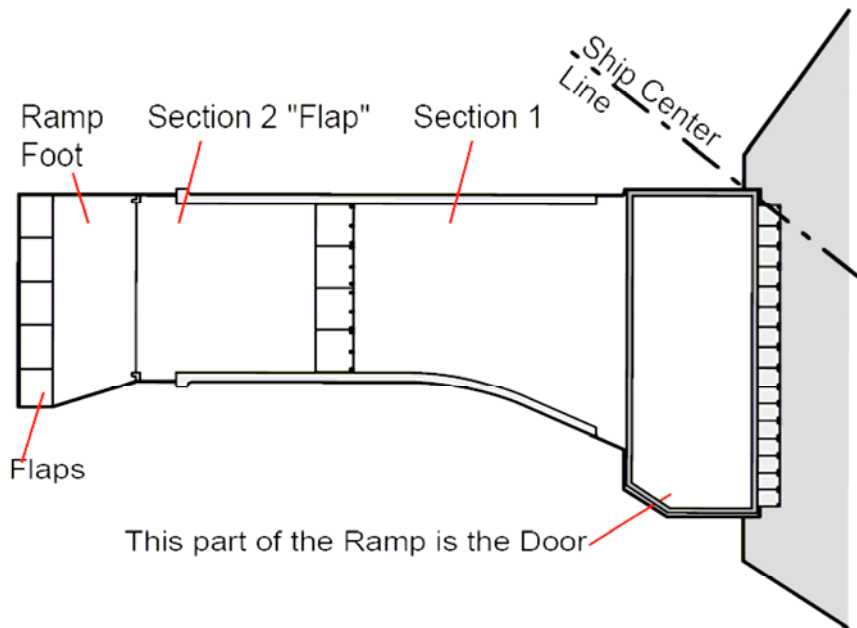 Ship Center
Line
Ramp
Foot
Section 2 "Flap"
Section 1
Flaps
This part of the Ramp is the Door